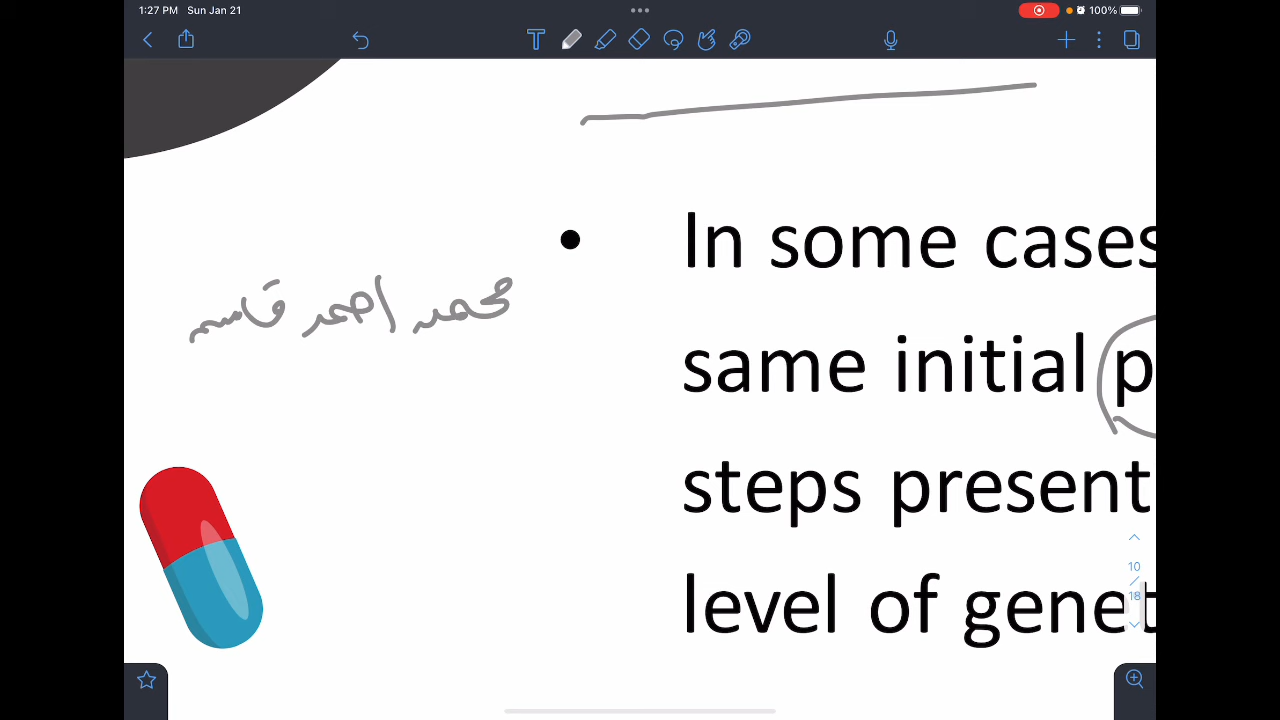 1:27 PM Sun Jan 21
100%
T
• In some cases
محمد احمد قاسم
same initial p
steps present
level of genet
10
/
18